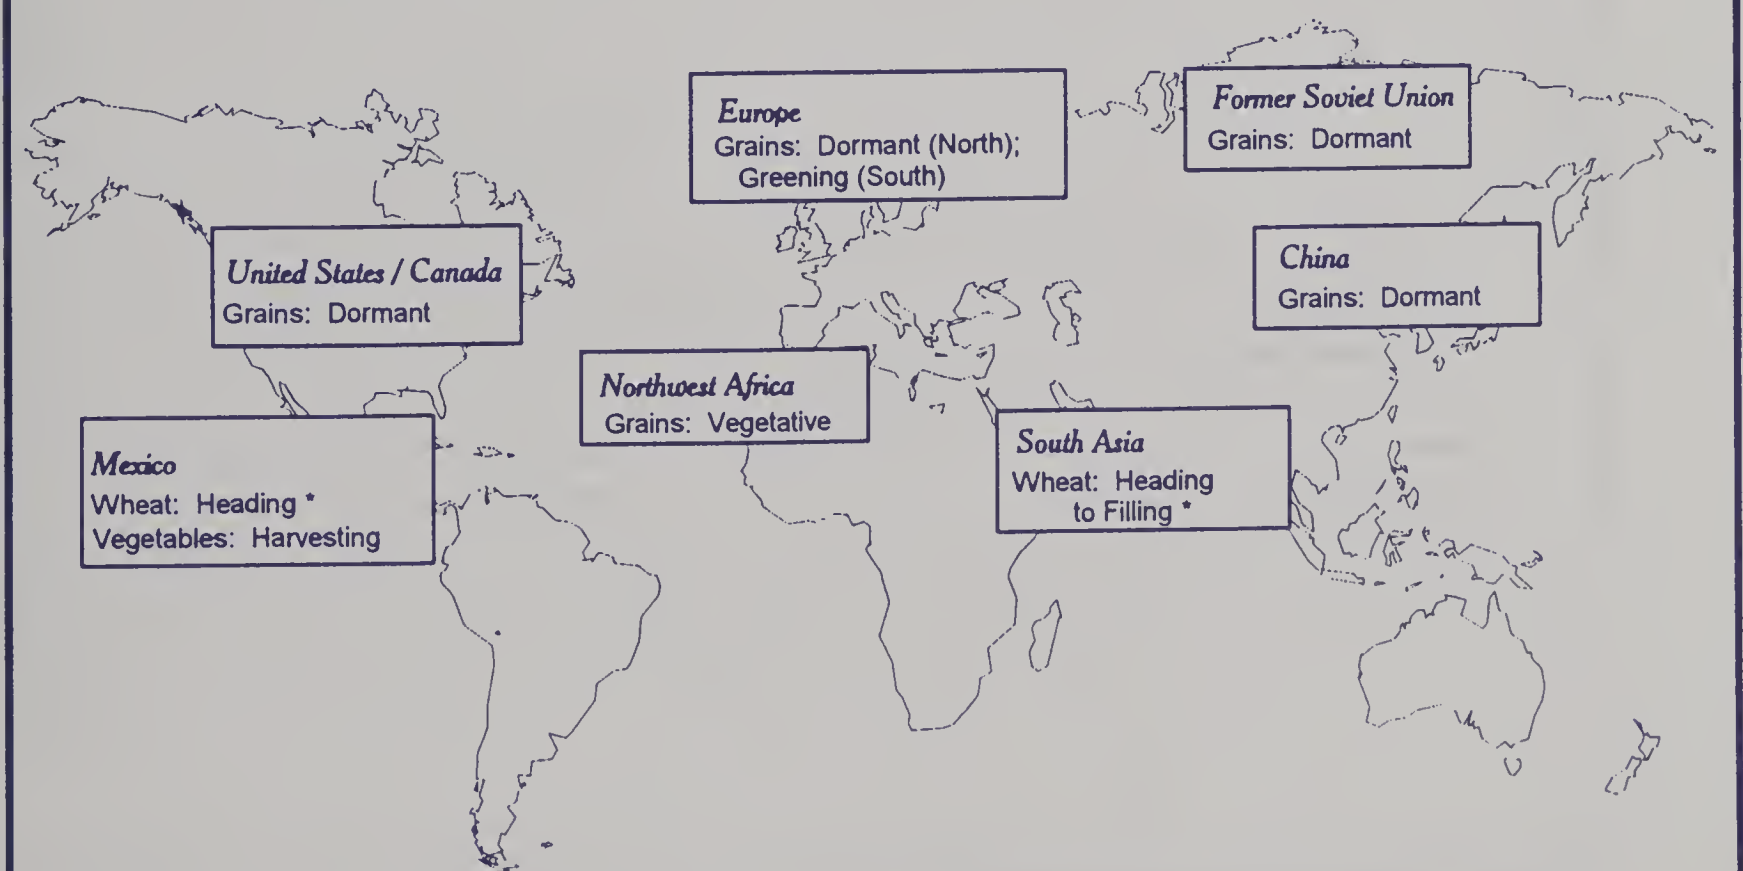 Europe
Grains: Dormant (North);
Greening (South)
Former Soviet Union
Grains: Dormant
United States / Canada
Grains: Dormant
China
Grains: Dormant
Northwest Africa
Grains: Vegetative
Mexico
Wheat: Heading *
Vegetables: Harvesting
South Asia
Wheat: Heading
to Filling *